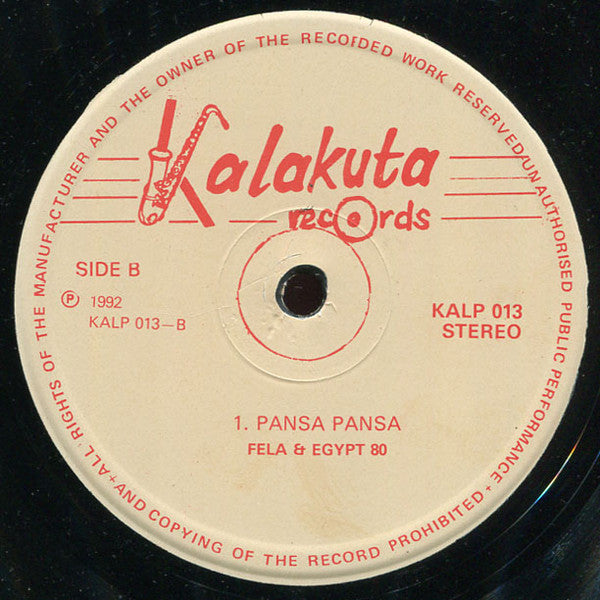 ALL RIGHTS OF THE MANUFACTURER AND THE OWNER OF THE RECORDED WORK RESERVED/UNAUTHORISED PUBLIC PERFORMANCE + AND COPYING OF THE RECORD PROHIBITED +
Kalakuta
records
SIDE B
℗ 1992
KALP 013-B
KALP 013
STEREO
1. PANSA PANSA
FELA & EGYPT 80